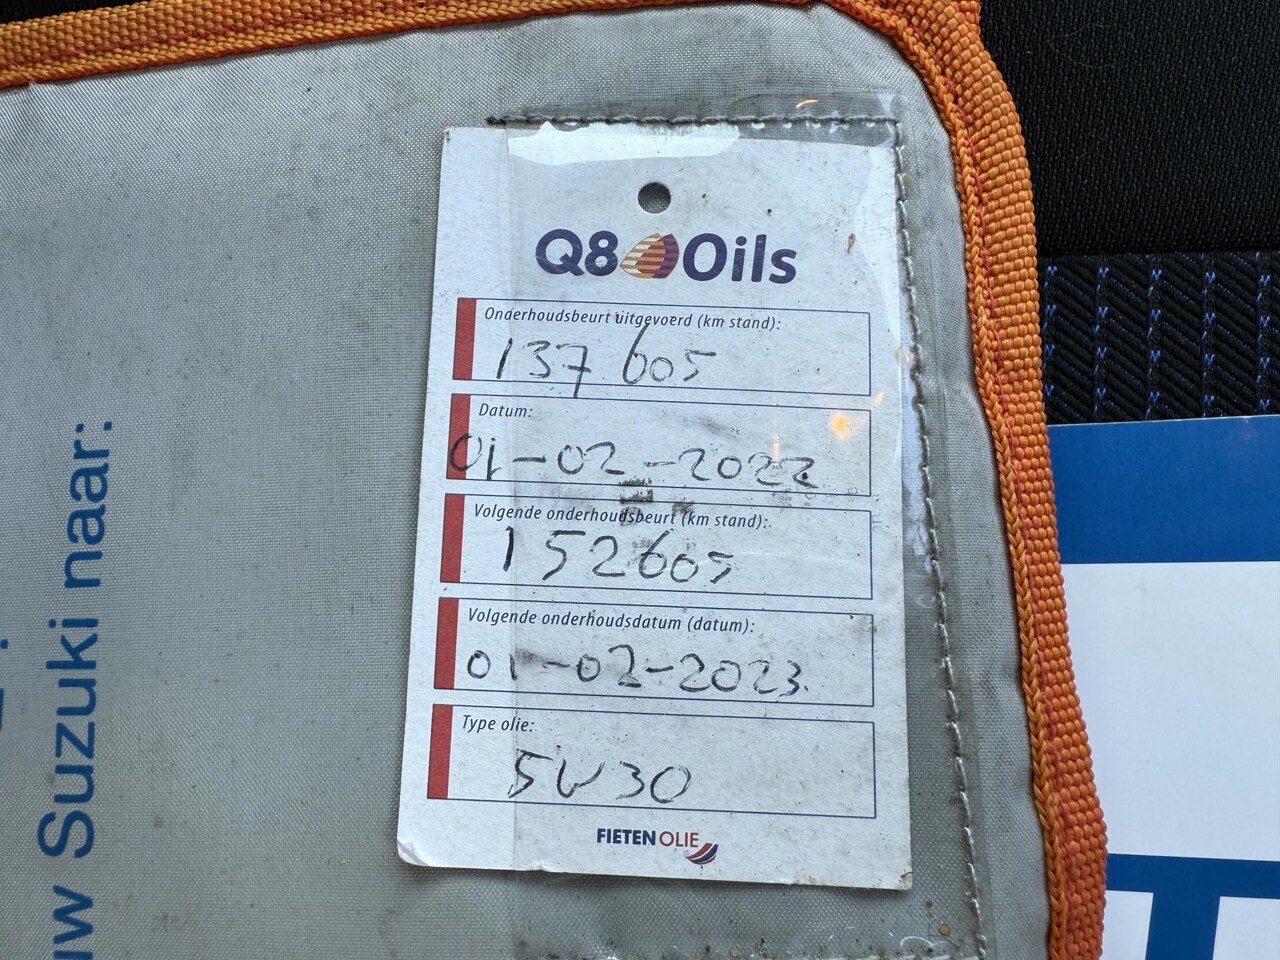 uw Suzuki naar:
Q8 Oils
Onderhoudsbeurt uitgevoerd (km stand):
137.605
Datum:
01-02-2022
Volgende onderhoudsbeurt (km stand):
152605
Volgende onderhoudsdatum (datum):
01-02-2023
Type olie:
5W30
FIETEN OLIE